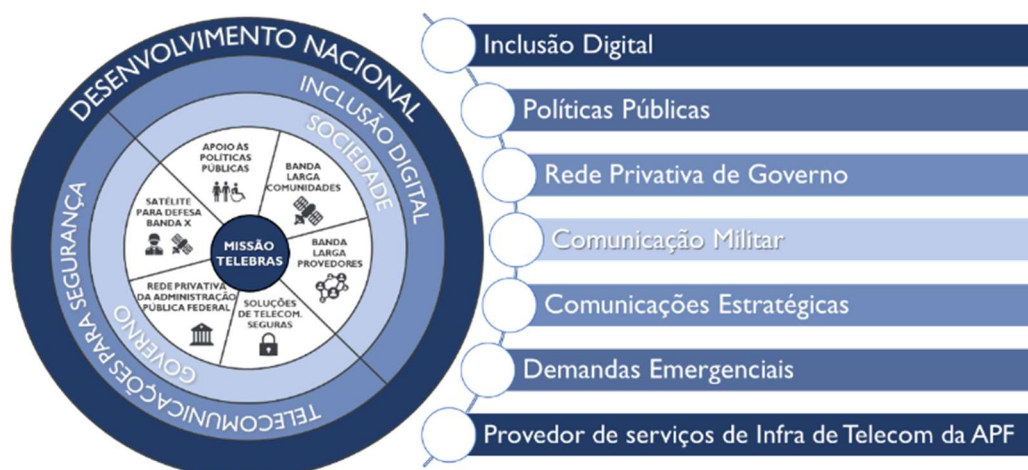 DESENVOLVIMENTO NACIONAL
INCLUSÃO DIGITAL
SOCIEDADE
TELECOMUNICAÇÕES PARA SEGURANÇA
GOVERNO
APOIO ÀS
POLÍTICAS
PÚBLICAS
BANDA
LARGA
COMUNIDADES
SATÉLITE
PARA DEFESA
BANDA X
MISSÃO
TELEBRAS
BANDA
LARGA
PROVEDORES
REDE PRIVATIVA
DA ADMINISTRAÇÃO
PÚBLICA FEDERAL
SOLUÇÕES
DE TELECOM.
SEGURAS
Inclusão Digital
Políticas Públicas
Rede Privativa de Governo
Comunicação Militar
Comunicações Estratégicas
Demandas Emergenciais
Provedor de serviços de Infra de Telecom da APF